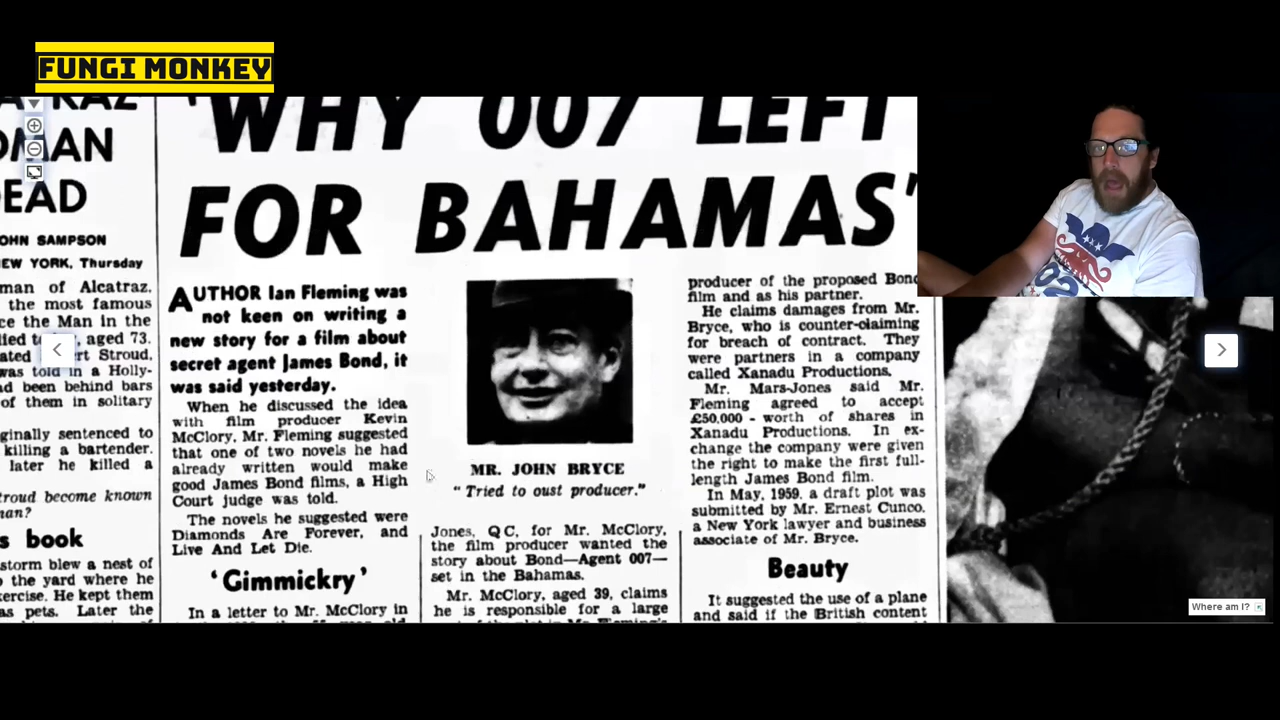 FUNGI MONKEY
'WHY 007 LEFT
FOR BAHAMAS'
DEAD
NEW YORK, Thursday
man of Alcatraz,
the most famous
ce the Man in the
aged 73.
Stroud,
was told in a Holly-
ad been behind bars
of them in solitary
ginally sentenced to
killing a bartender.
later he killed a
troud become known
man?
s book
storm blew a nest of
the yard where he
exercise. He kept them
as pets. Later the
AUTHOR Ian Fleming was
not keen on writing a
new story for a film about
secret agent James Bond, it
was said yesterday.
When he discussed the idea
with film producer Kevin
McClory, Mr. Fleming suggested
that one of two novels he had
already written would make
good James Bond films, a High
Court judge was told.
The novels he suggested were
Diamonds Are Forever, and
Live And Let Die.
'Gimmickry'
In a letter to Mr. McClory in
MR. JOHN BRYCE
"Tried to oust producer."
Jones, QC, for Mr. McClory,
the film producer wanted the
story about Bond—Agent 007—
set in the Bahamas.
Mr. McClory, aged 39, claims
he is responsible for a large
producer of the proposed Bond
film and as his partner.
He claims damages from Mr.
Bryce, who is counter-claiming
for breach of contract. They
were partners in a company
called Xanadu Productions.
Mr. Mars-Jones said Mr.
Fleming agreed to accept
£50,000 - worth of shares in
Xanadu Productions. In ex-
change the company were given
the right to make the first full-
length James Bond film.
In May, 1959, a draft plot was
submitted by Mr. Ernest Cunco,
a New York lawyer and business
associate of Mr. Bryce.
Beauty
It suggested the use of a plane
and said if the British content
Where am I?